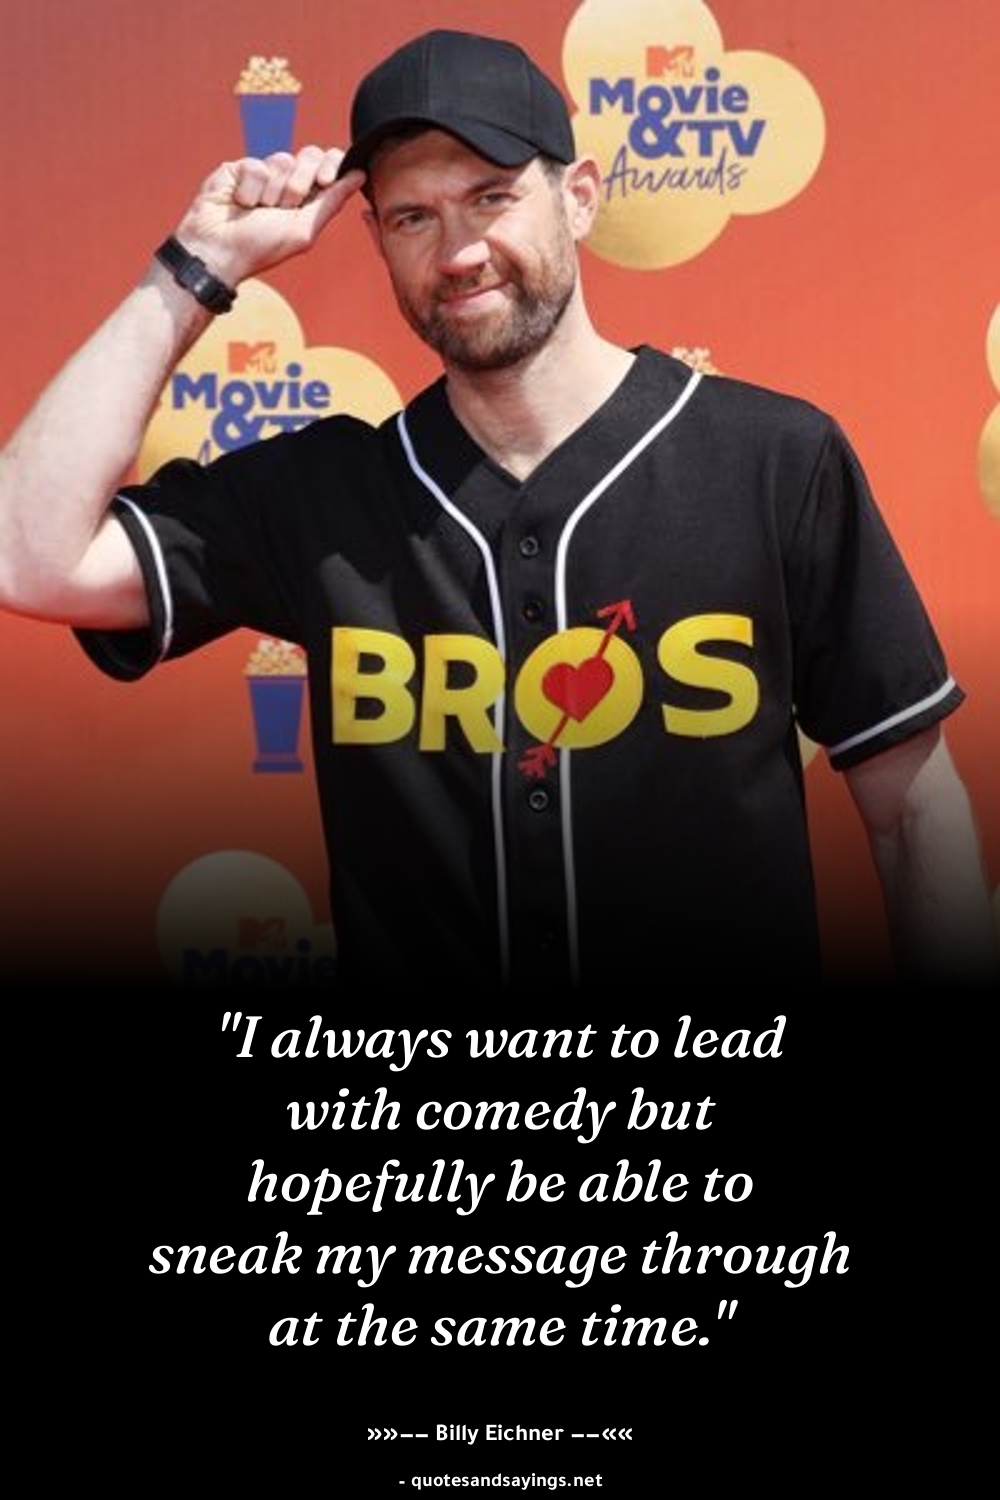 MTV
Movie
&TV
Awards
MTV
Movie
&TV
BROS
MTV
Movie
"I always want to lead
with comedy but
hopefully be able to
sneak my message through
at the same time."
»»–– Billy Eichner ––««
- quotesandsayings.net